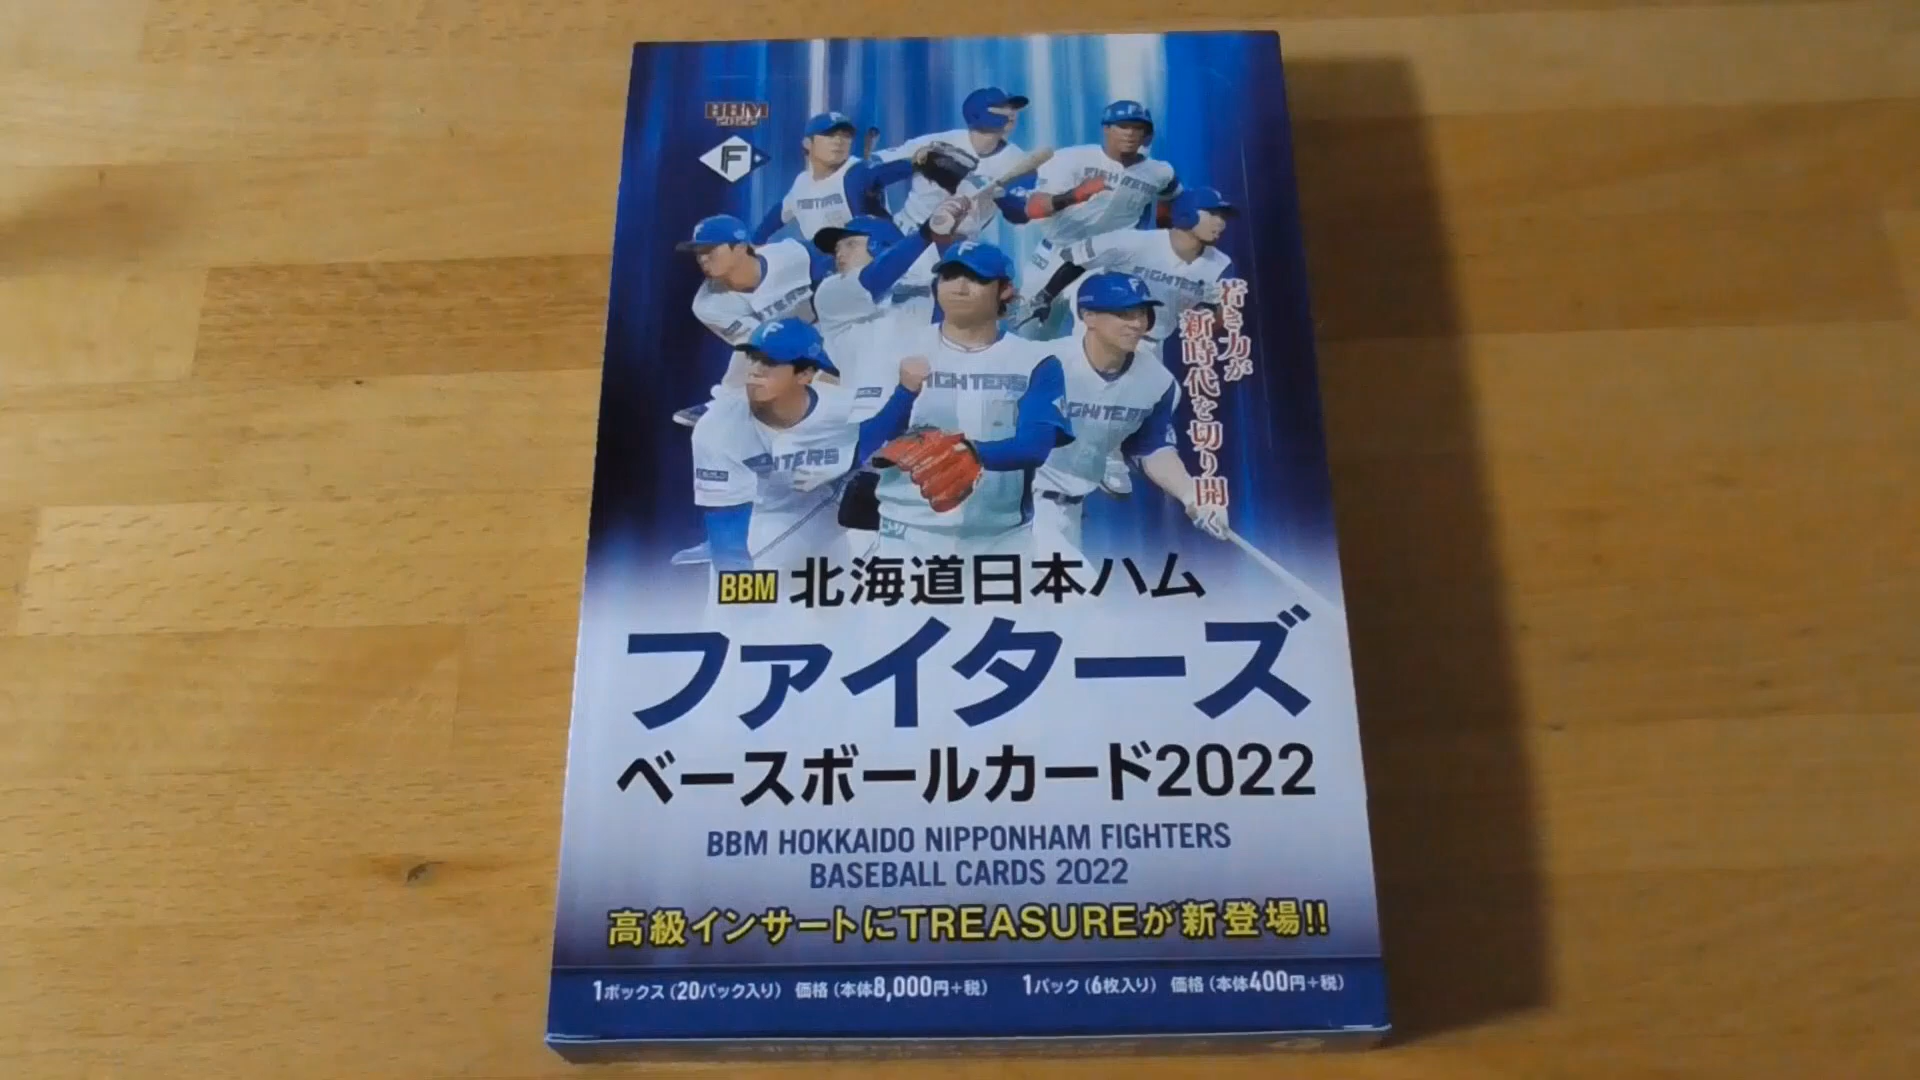 BBM
2022
F
若き力が
新時代を切り開く
FIGHTERS
BBM 北海道日本ハム
ファイターズ
ベースボールカード2022
BBM HOKKAIDO NIPPONHAM FIGHTERS
BASEBALL CARDS 2022
高級インサートにTREASUREが新登場!!
1ボックス(20パック入り) 価格(本体8,000円+税) 1パック(6枚入り) 価格(本体400円+税)